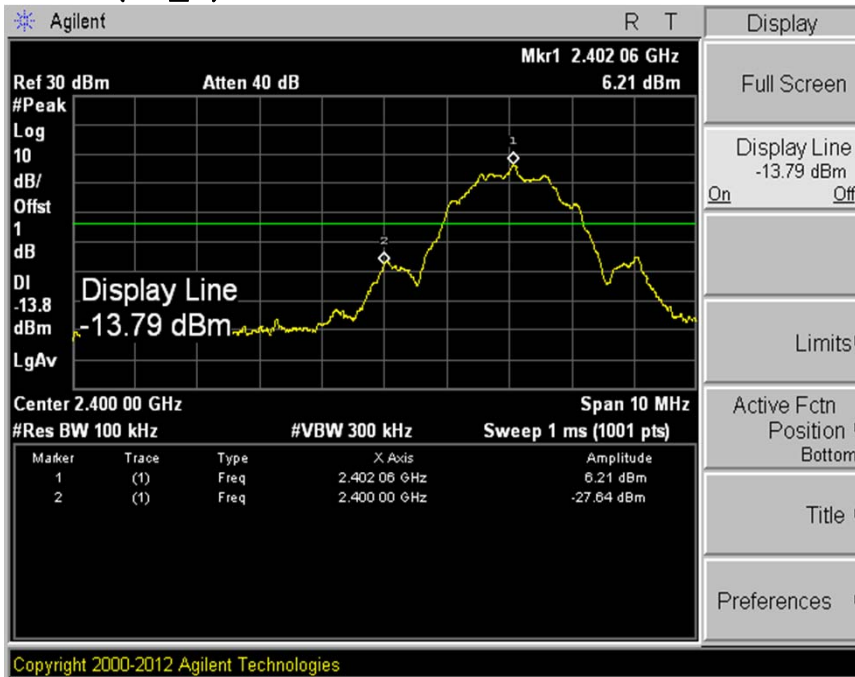 Agilent R T
Mkr1 2.402 06 GHz
Ref 30 dBm Atten 40 dB 6.21 dBm
#Peak
Log
10
dB/
Offst
1
dB
DI
-13.8
dBm
LgAv
1
2
Display Line
-13.79 dBm
Center 2.400 00 GHz Span 10 MHz
#Res BW 100 kHz #VBW 300 kHz Sweep 1 ms (1001 pts)
Marker Trace Type X Axis Amplitude
1 (1) Freq 2.402 06 GHz 6.21 dBm
2 (1) Freq 2.400 00 GHz -27.64 dBm
Copyright 2000-2012 Agilent Technologies
Display
Full Screen
Display Line
-13.79 dBm
On Off
Limits
Active Fctn
Position
Bottom
Title
Preferences